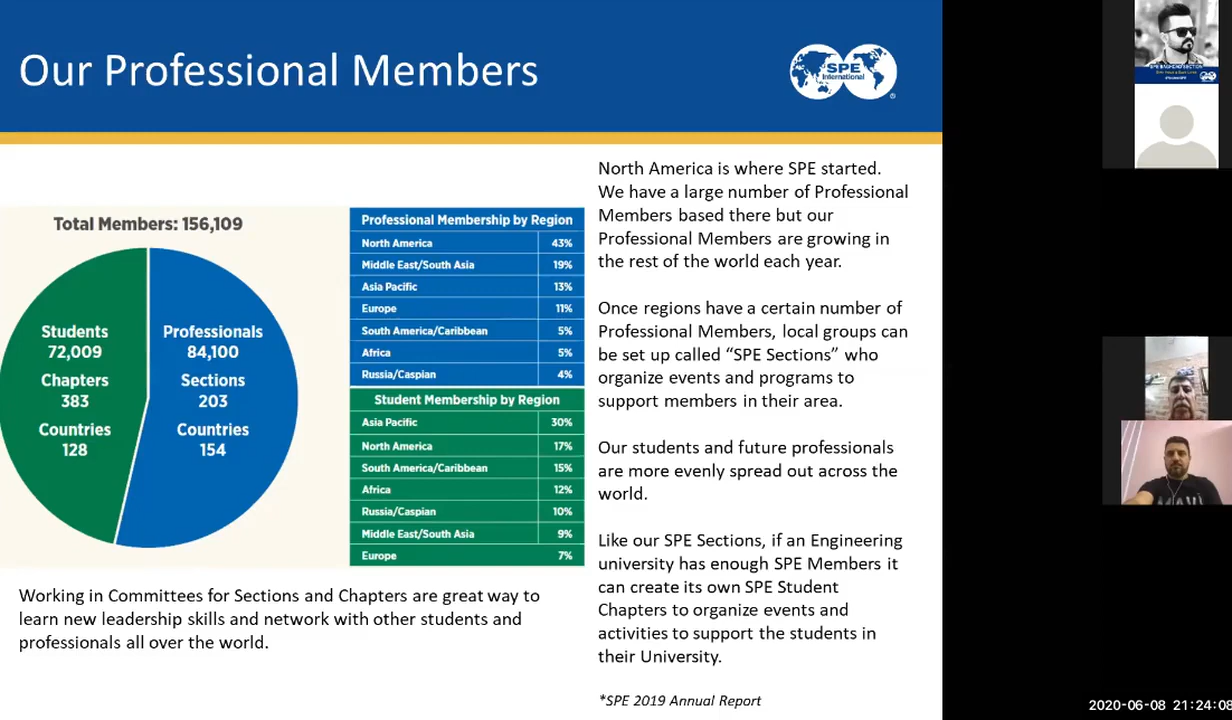 Our Professional Members
SPE
International
Total Members: 156,109
Students
72,009
Chapters
383
Countries
128
Professionals
84,100
Sections
203
Countries
154
Professional Membership by Region
North America 43%
Middle East/South Asia 19%
Asia Pacific 13%
Europe 11%
South America/Caribbean 5%
Africa 5%
Russia/Caspian 4%
Student Membership by Region
Asia Pacific 30%
North America 17%
South America/Caribbean 15%
Africa 12%
Russia/Caspian 10%
Middle East/South Asia 9%
Europe 7%
Working in Committees for Sections and Chapters are great way to
learn new leadership skills and network with other students and
professionals all over the world.
North America is where SPE started.
We have a large number of Professional
Members based there but our
Professional Members are growing in
the rest of the world each year.
Once regions have a certain number of
Professional Members, local groups can
be set up called “SPE Sections” who
organize events and programs to
support members in their area.
Our students and future professionals
are more evenly spread out across the
world.
Like our SPE Sections, if an Engineering
university has enough SPE Members it
can create its own SPE Student
Chapters to organize events and
activities to support the students in
their University.
*SPE 2019 Annual Report
SPE BAGHDAD SECTION
2020-06-08 21:24:0